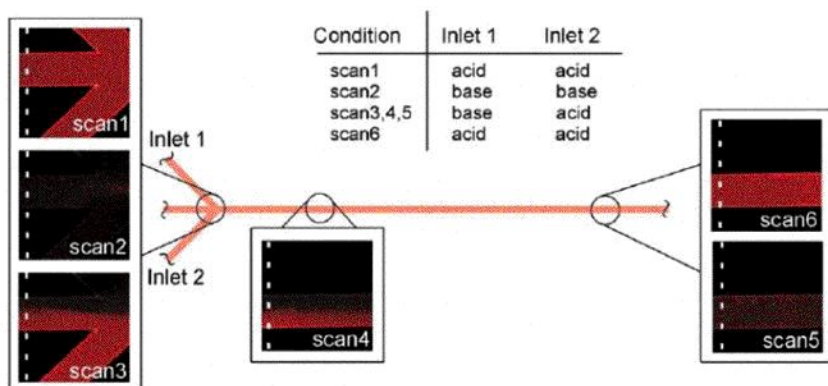 Condition Inlet 1 Inlet 2
scan1 acid acid
scan2 base base
scan3,4,5 base acid
scan6 acid acid
scan1
Inlet 1
scan2
Inlet 2
scan3
scan4
scan6
scan5